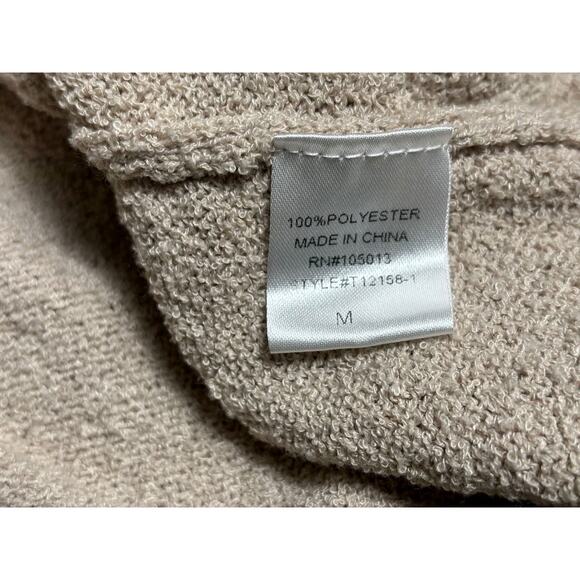 100%POLYESTER
MADE IN CHINA
RN#105013
STYLE#T12158-1
M